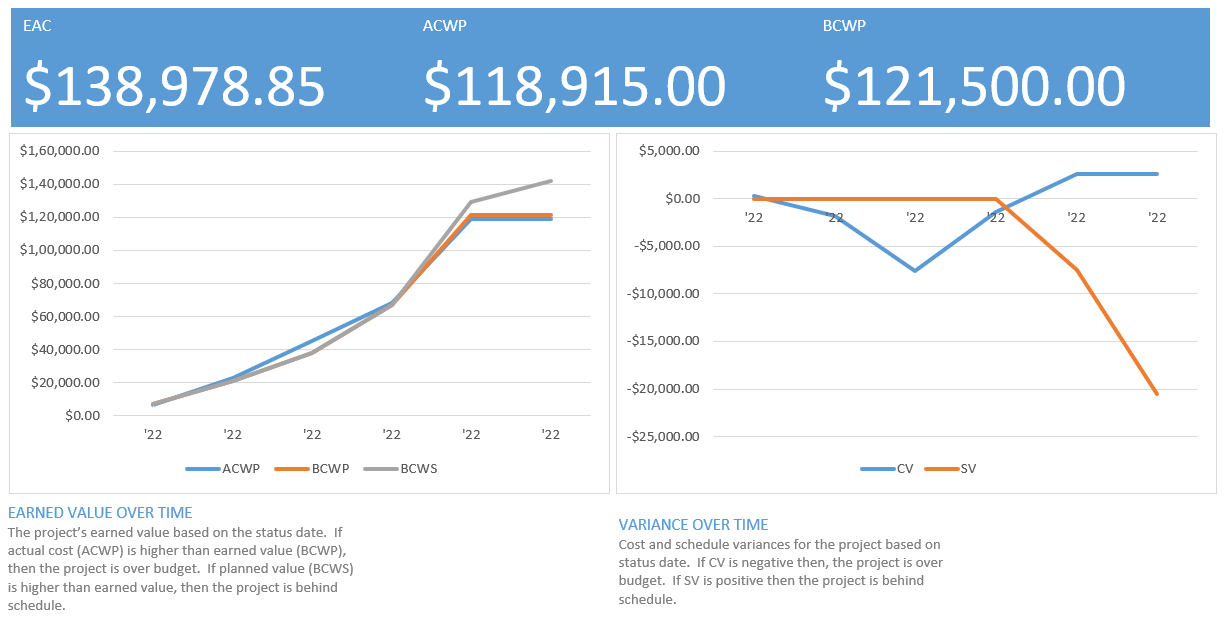 EAC
ACWP
BCWP
$138,978.85
$118,915.00
$121,500.00
$1,60,000.00
$1,40,000.00
$1,20,000.00
$1,00,000.00
$80,000.00
$60,000.00
$40,000.00
$20,000.00
$0.00
'22
'22
'22
'22
'22
'22
ACWP
BCWP
BCWS
$5,000.00
$0.00
-$5,000.00
-$10,000.00
-$15,000.00
-$20,000.00
-$25,000.00
'22
'22
'22
'22
'22
'22
CV
SV
EARNED VALUE OVER TIME
The project's earned value based on the status date. If
actual cost (ACWP) is higher than earned value (BCWP),
then the project is over budget. If planned value (BCWS)
is higher than earned value, then the project is behind
schedule.
VARIANCE OVER TIME
Cost and schedule variances for the project based on
status date. If CV is negative then, the project is over
budget. If SV is positive then the project is behind
schedule.